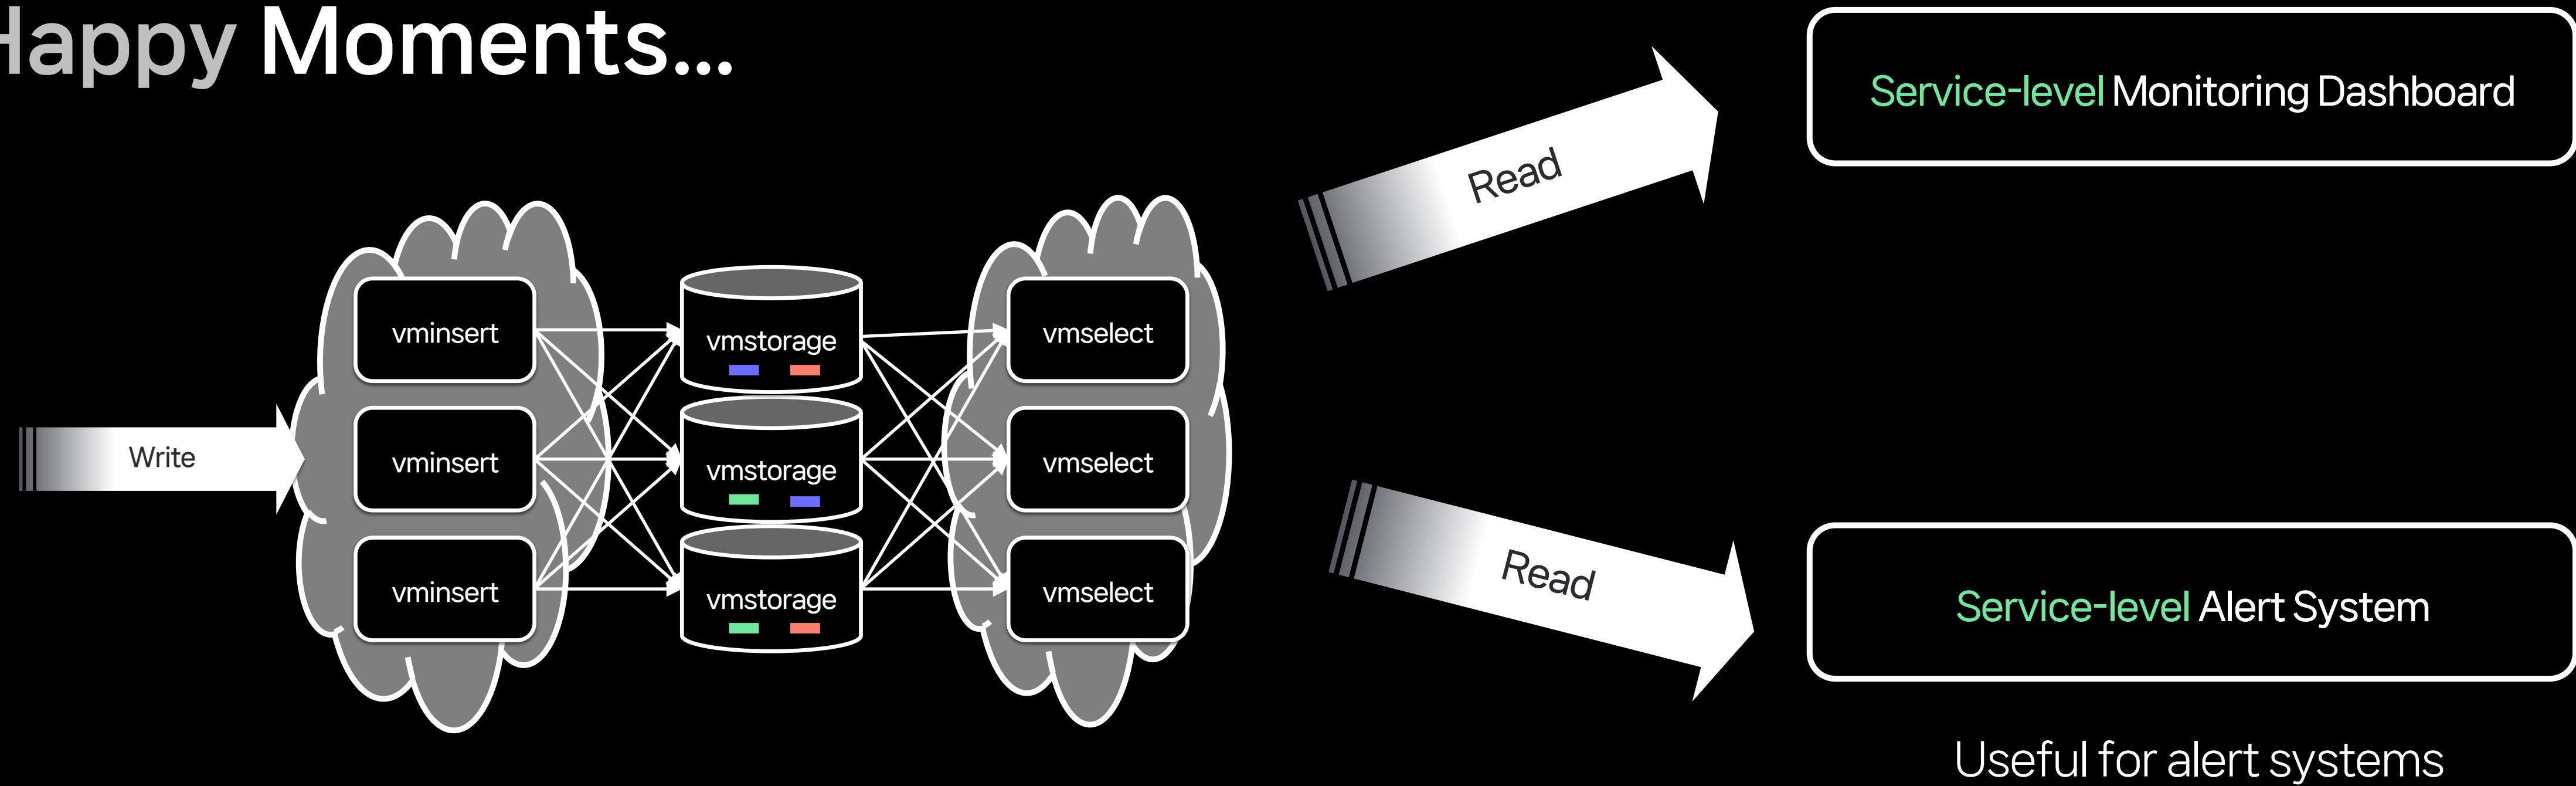 Happy Moments...
Service-level Monitoring Dashboard
Read
vminsert
vmstorage
vmselect
Write
vminsert
vmstorage
vmselect
Read
vminsert
vmstorage
vmselect
Service-level Alert System
Useful for alert systems